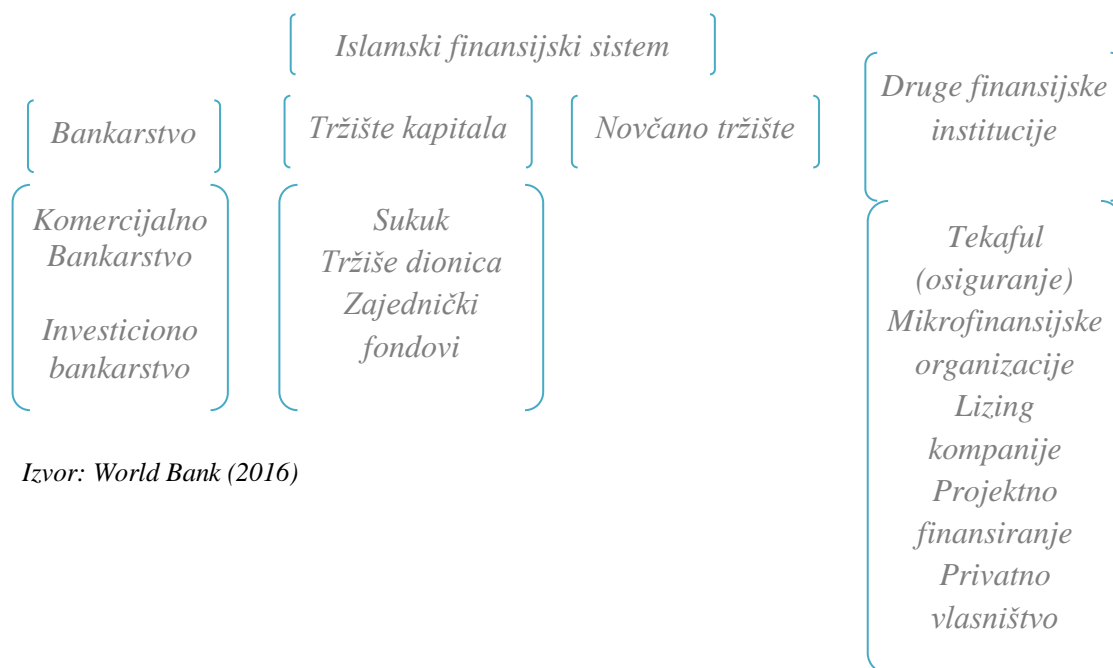 Islamski finansijski sistem
Bankarstvo
Tržište kapitala
Novčano tržište
Druge finansijske
institucije
Komercijalno
Bankarstvo
Investiciono
bankarstvo
Sukuk
Tržiše dionica
Zajednički
fondovi
Tekaful
(osiguranje)
Mikrofinansijske
organizacije
Lizing
kompanije
Projektno
finansiranje
Privatno
vlasništvo
Izvor: World Bank (2016)